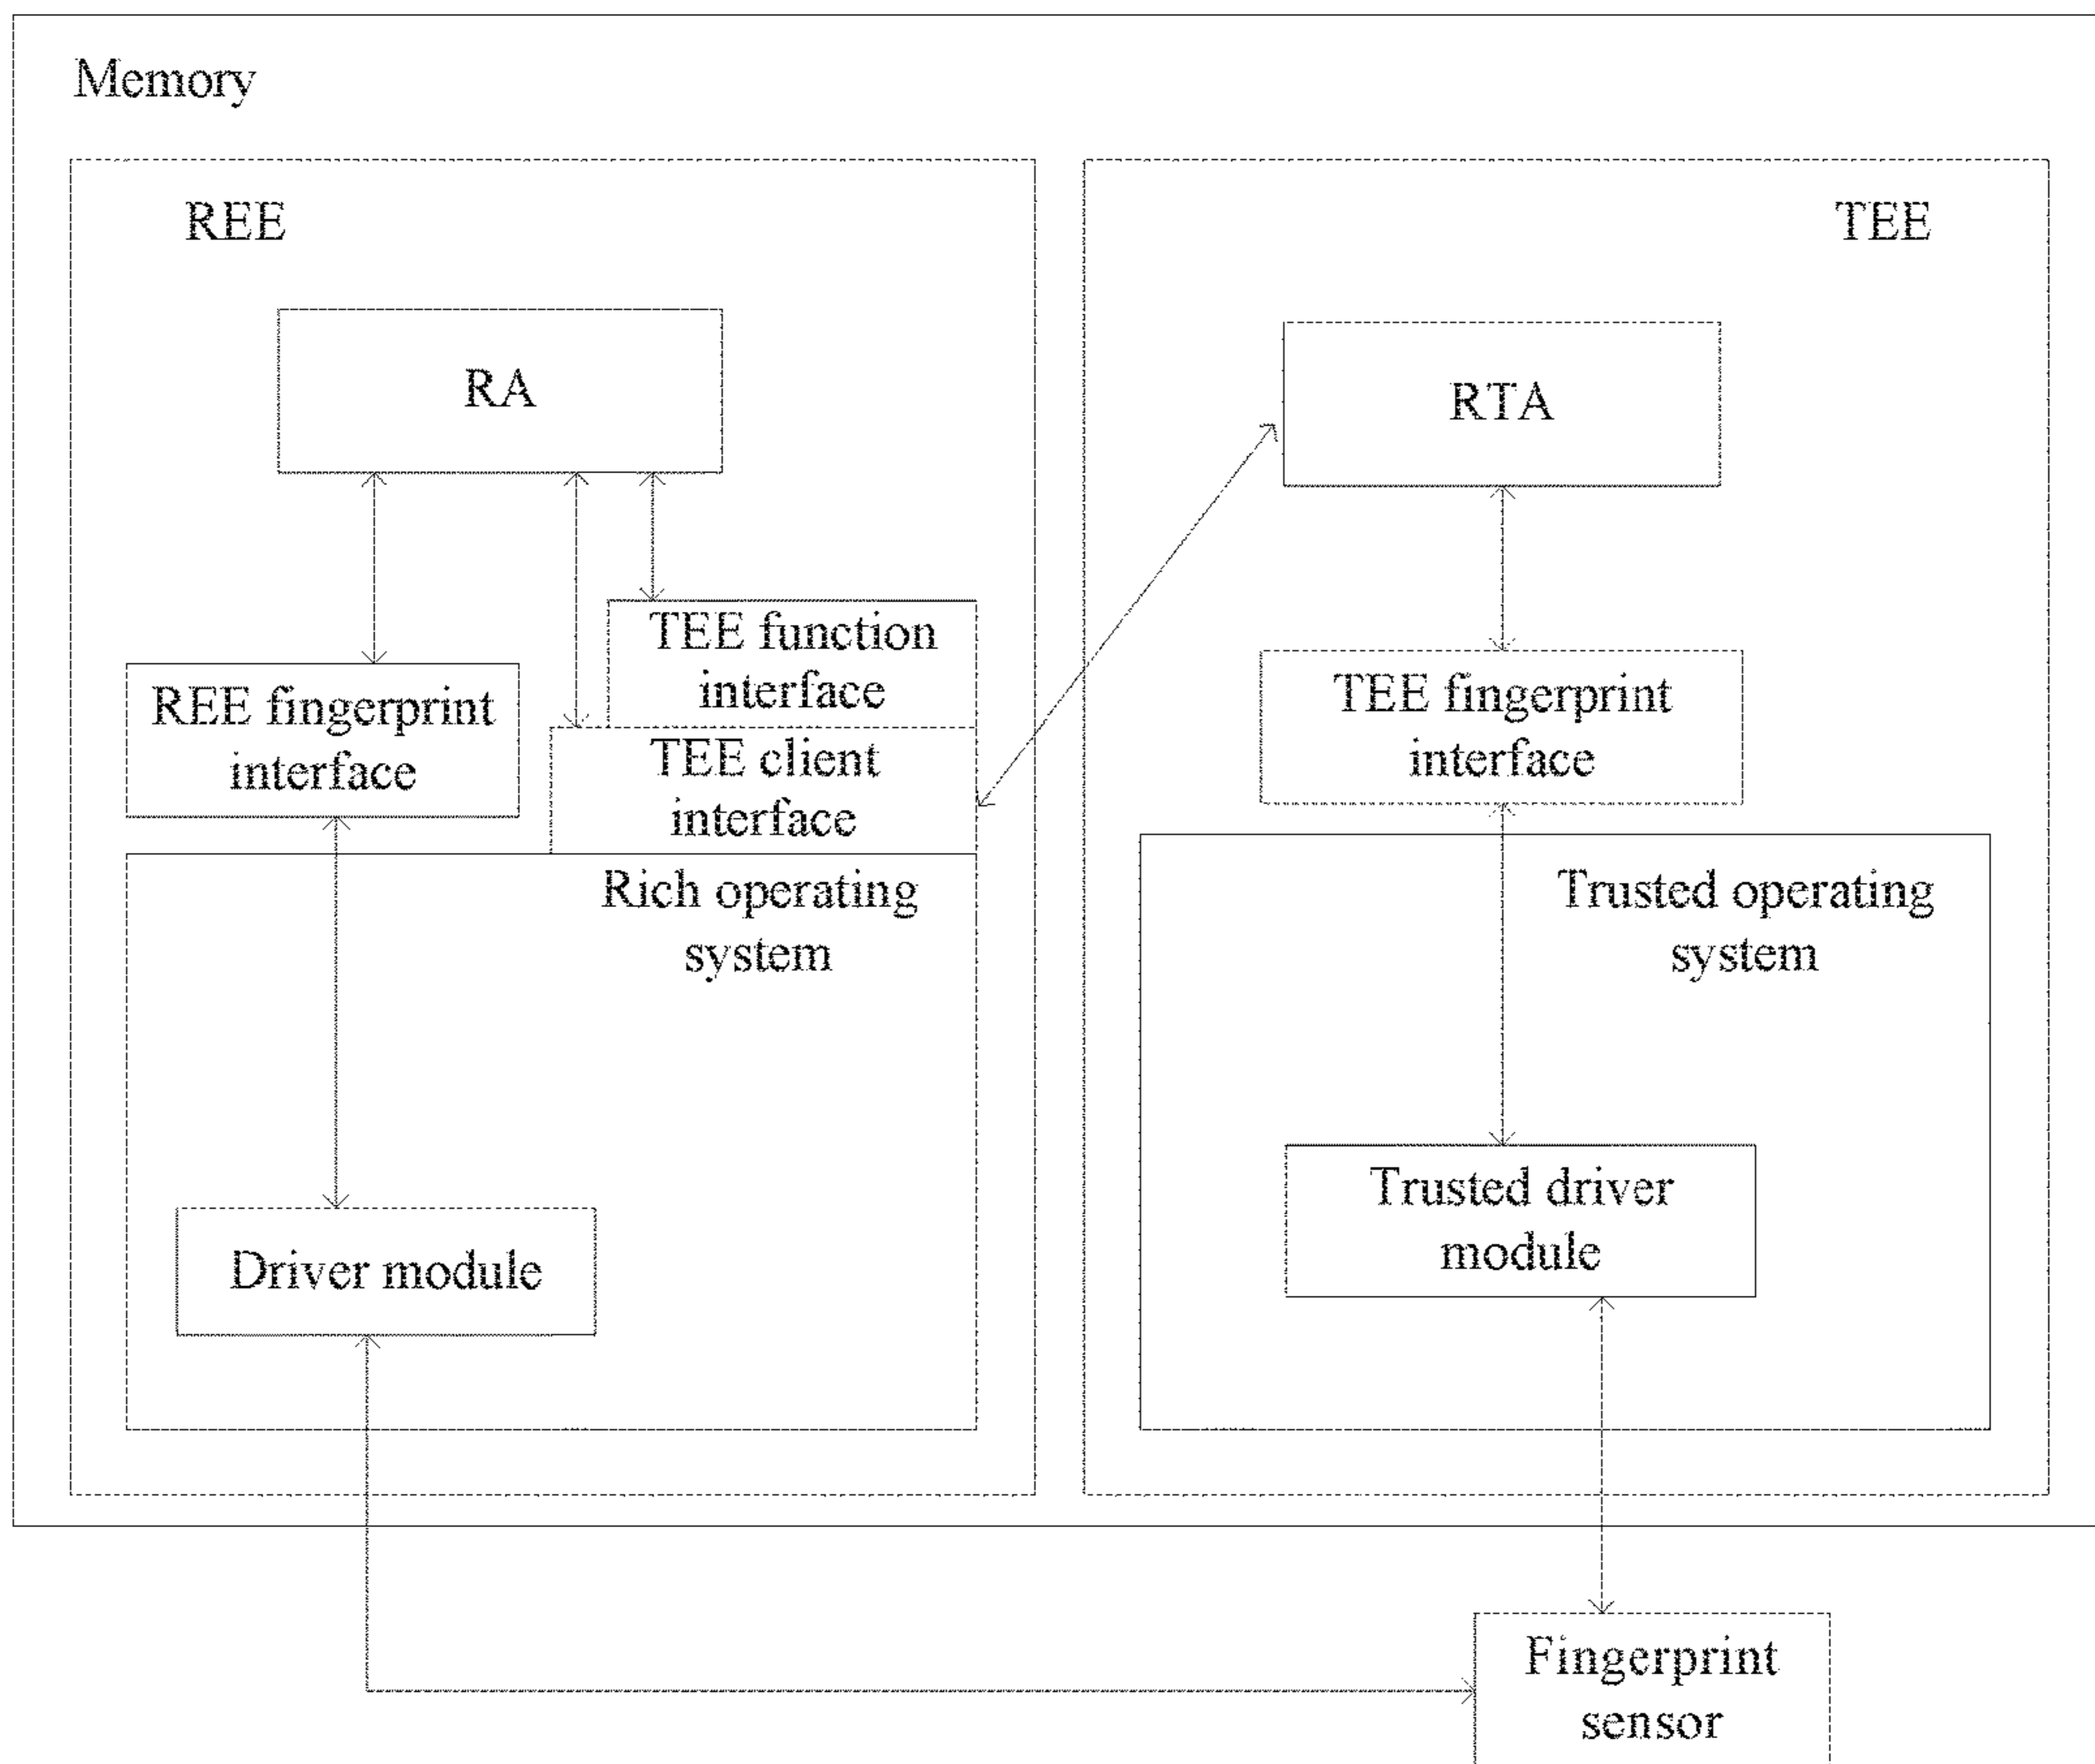 Memory
REE
TEE
RA
RTA
TEE function
interface
REE fingerprint
interface
TEE client
interface
TEE fingerprint
interface
Rich operating
system
Trusted operating
system
Driver module
Trusted driver
module
Fingerprint
sensor